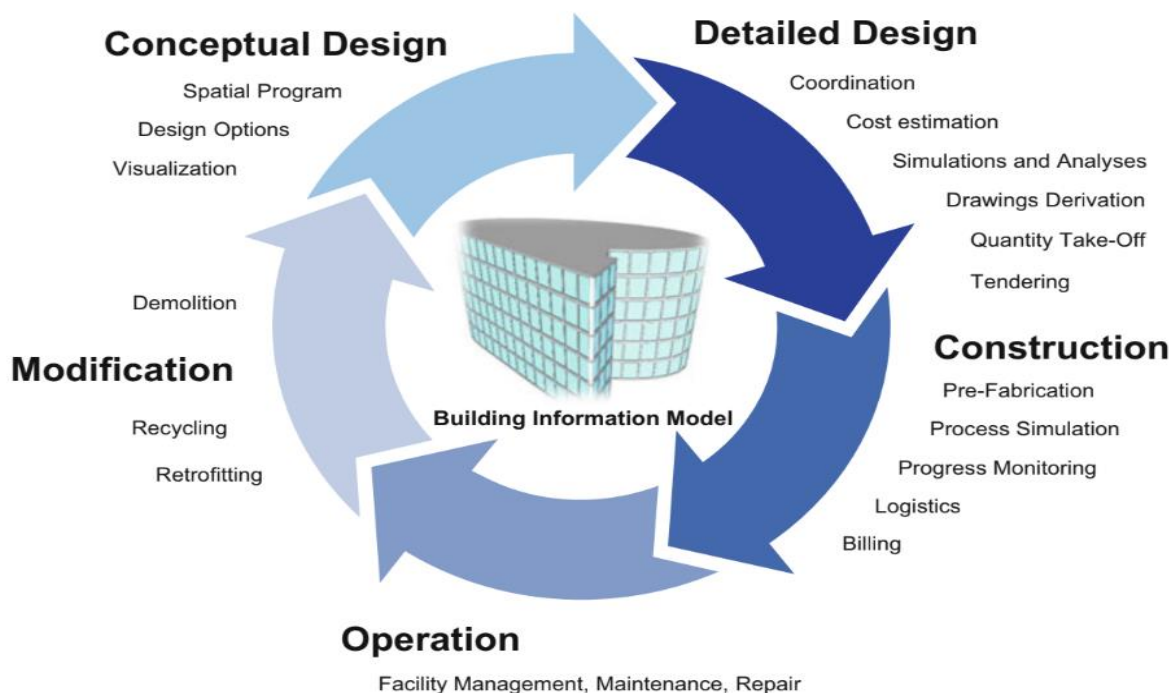 Conceptual Design
Spatial Program
Design Options
Visualization
Detailed Design
Coordination
Cost estimation
Simulations and Analyses
Drawings Derivation
Quantity Take-Off
Tendering
Construction
Pre-Fabrication
Process Simulation
Progress Monitoring
Logistics
Billing
Operation
Facility Management, Maintenance, Repair
Demolition
Modification
Recycling
Retrofitting
Building Information Model